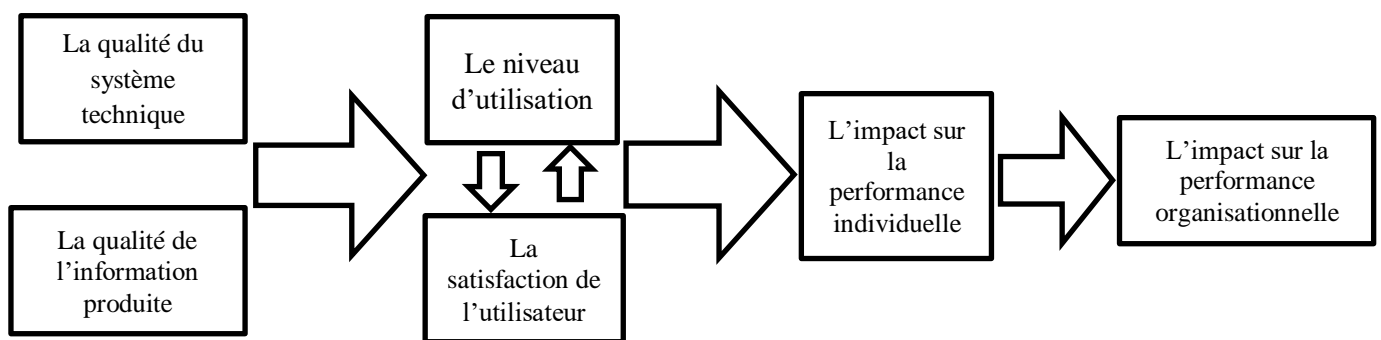 La qualité du
système
technique
La qualité de
l’information
produite
Le niveau
d’utilisation
La
satisfaction de
l’utilisateur
L’impact sur
la
performance
individuelle
L’impact sur la
performance
organisationnelle